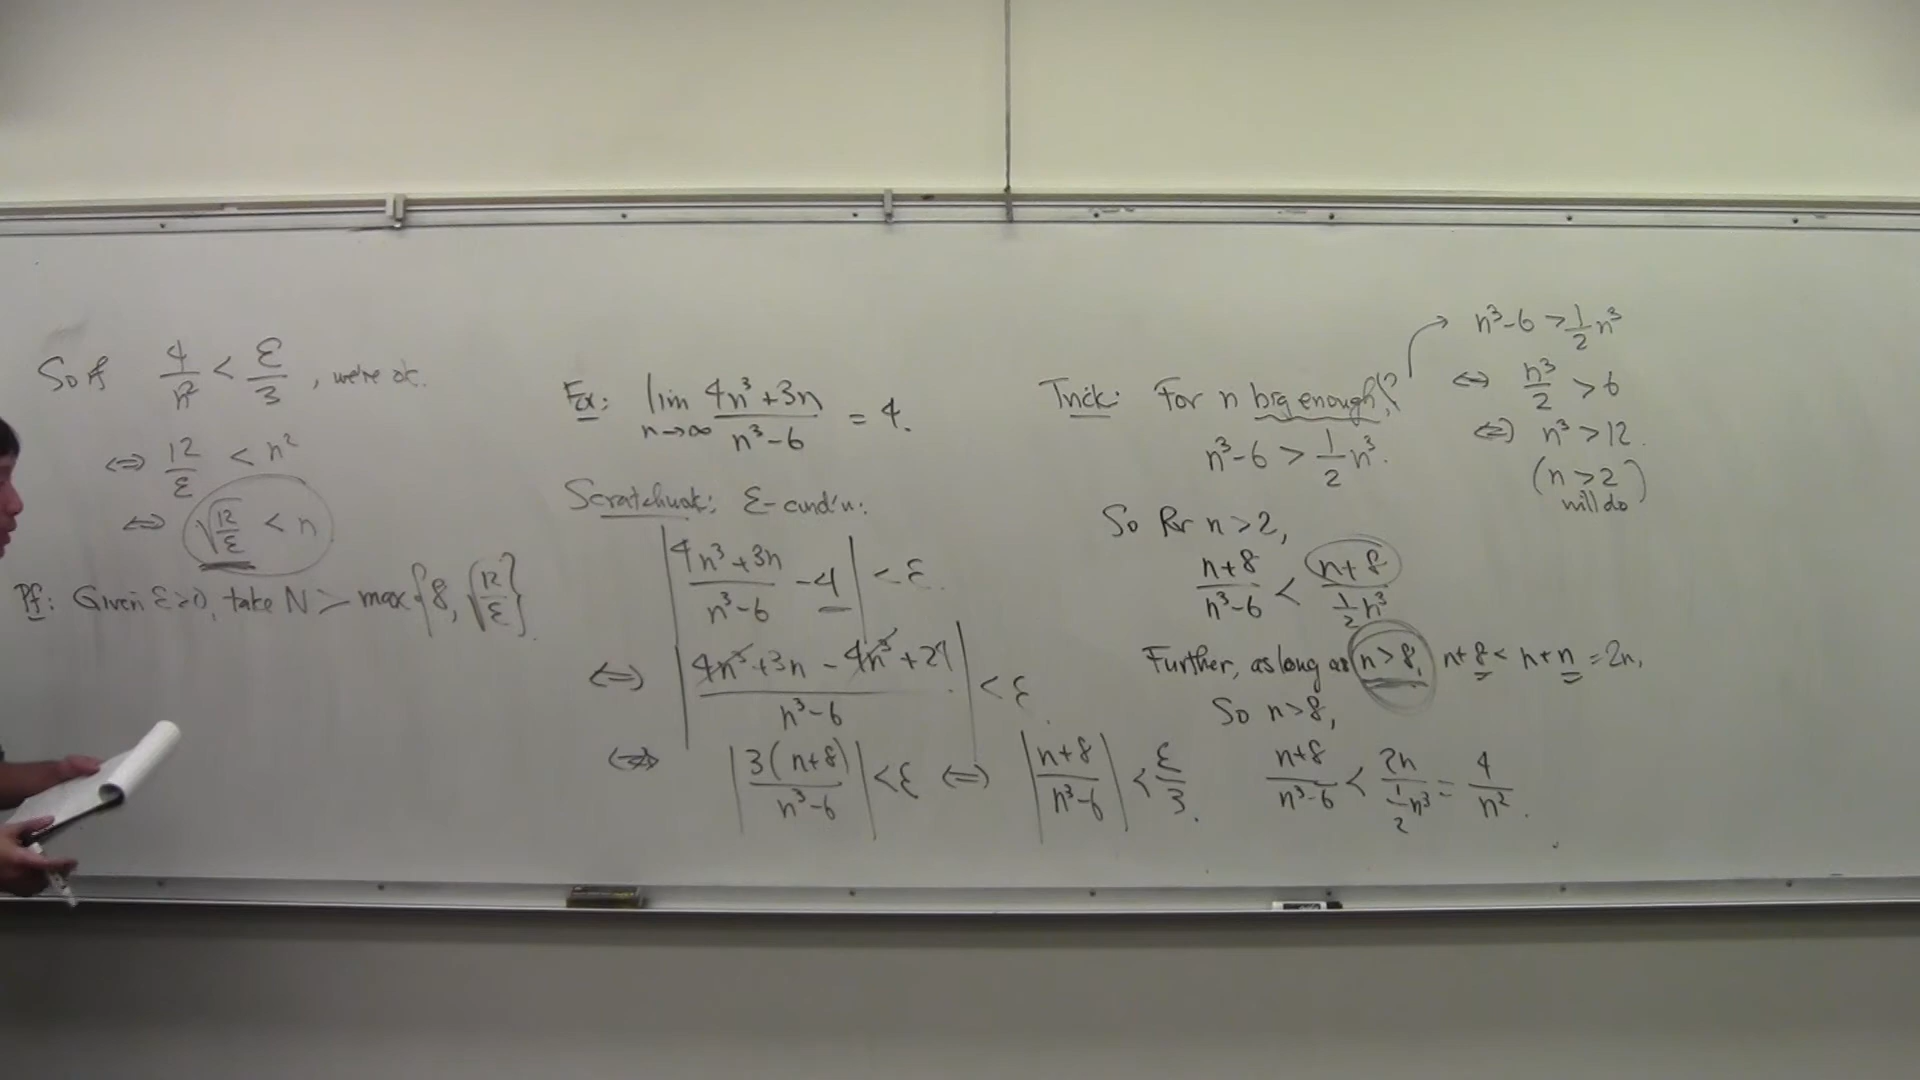 Ex: lim n→∞ (4n³+3n)/(n³-6) = 4.
Scratchwork: ε-cond'n:
|(4n³+3n)/(n³-6) - 4| < ε.
⇔ |(4n³+3n - 4n³+24)/(n³-6)| < ε.
⇔ |3(n+8)/(n³-6)| < ε ⇔ |(n+8)/(n³-6)| < ε/3.
Trick: For n big enough,(?
n³-6 > 1/2 n³.
→ n³-6 > 1/2 n³
⇔ n³/2 > 6
⇔ n³ > 12.
(n > 2
will do)
So for n > 2,
(n+8)/(n³-6) < (n+8)/(1/2 n³)
Further, as long as n > 8, n+8 < n+n = 2n.
So n > 8,
(n+8)/(n³-6) < 2n/(1/2 n³) = 4/n².
So if 4/n² < ε/3, we're ok.
⇔ 12/ε < n²
⇔ √(12/ε) < n
Pf: Given ε>0, take N > max{8, √(12/ε)}.